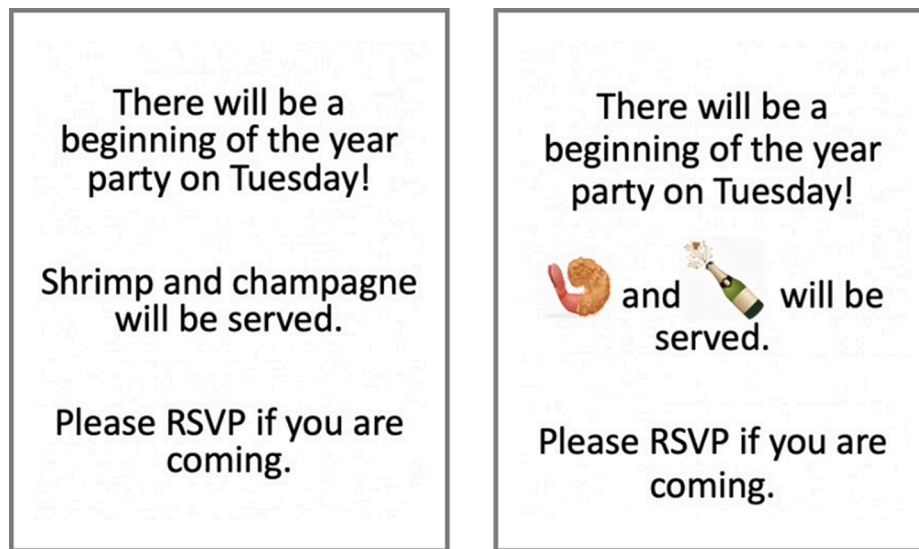 There will be a
beginning of the year
party on Tuesday!
Shrimp and champagne
will be served.
Please RSVP if you are
coming.
There will be a
beginning of the year
party on Tuesday!
🍤 and 🍾 will be
served.
Please RSVP if you are
coming.